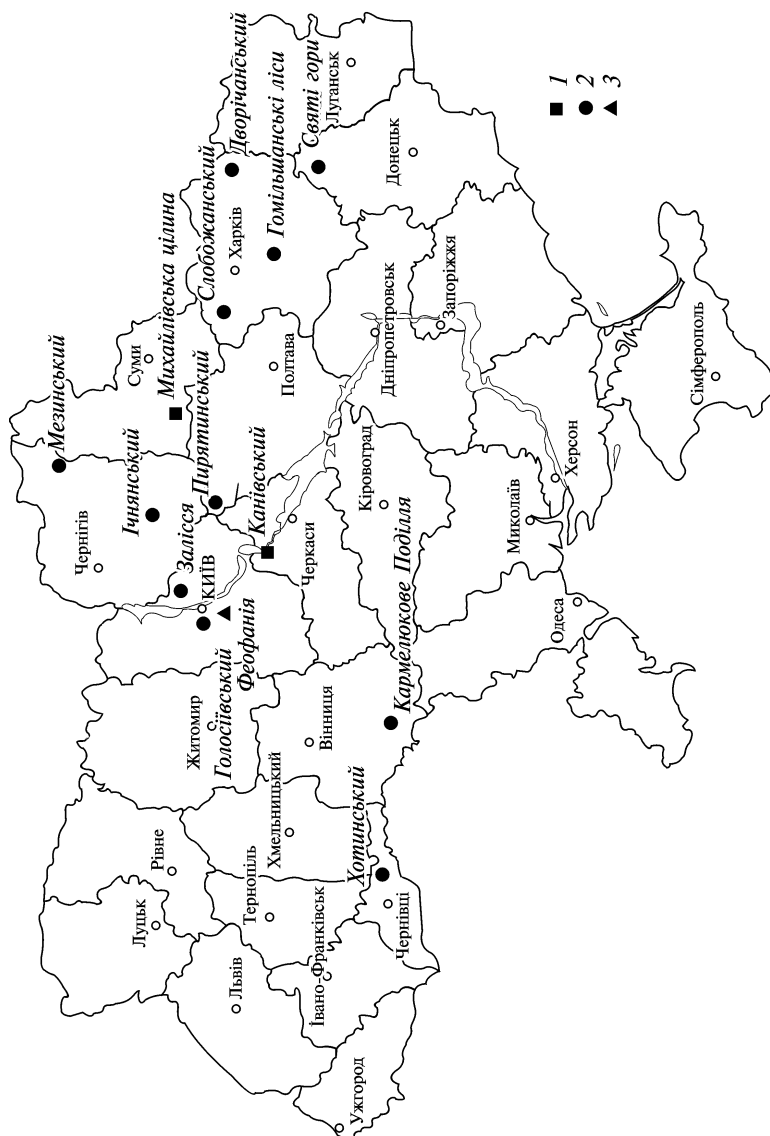 Луцьк
Рівне
Львів
Тернопіль
Хмельницький
Івано-Франківськ
Ужгород
Чернівці
Хотинський
Житомир
Вінниця
Кармелюкове Поділля
Голосіївський
Феофанія
КИЇВ
Залісся
Чернігів
Ічнянський
Мезинський
Пирятинський
Канівський
Черкаси
Кіровоград
Суми
Михайлівська цілина
Полтава
Слобожанський
Харків
Дворічанський
Гомільшанські ліси
Святі гори
Луганськ
Донецьк
Дніпропетровськ
Запоріжжя
Миколаїв
Херсон
Одеса
Сімферополь
1
2
3